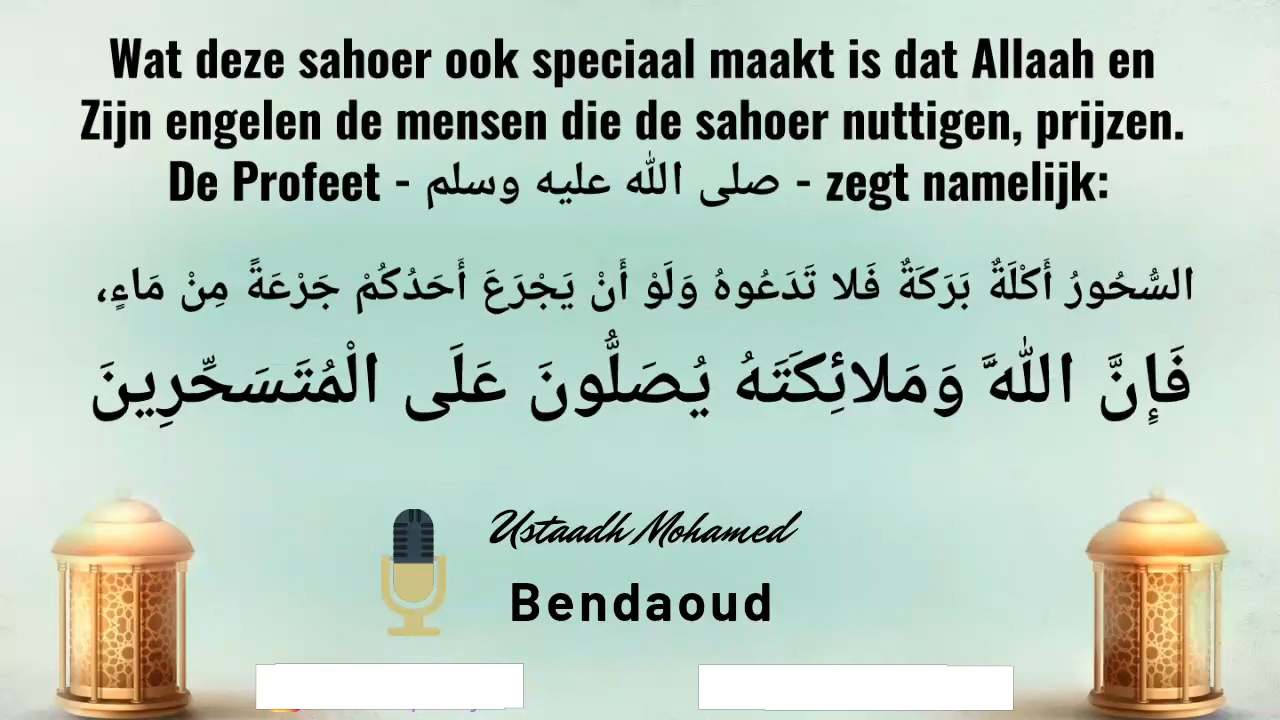 Wat deze sahoer ook speciaal maakt is dat Allaah en
Zijn engelen de mensen die de sahoer nuttigen, prijzen.
De Profeet - صلى الله عليه وسلم - zegt namelijk:
السُّحُورُ أَكْلَةٌ بَرَكَةٌ فَلا تَدَعُوهُ وَلَوْ أَنْ يَجْرَعَ أَحَدُكُمْ جَرْعَةً مِنْ مَاءٍ،
فَإِنَّ اللَّهَ وَمَلائِكَتَهُ يُصَلُّونَ عَلَى الْمُتَسَحِّرِينَ
Ustaadh Mohamed
Bendaoud